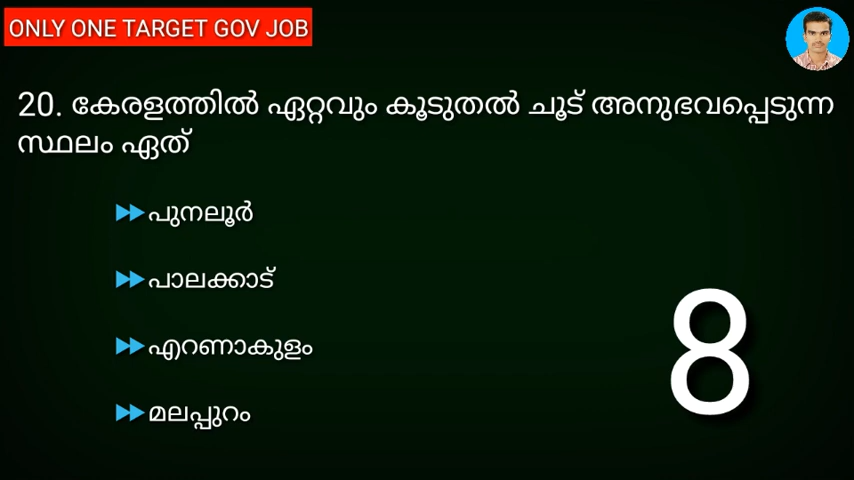 ONLY ONE TARGET GOV JOB
20. കേരളത്തിൽ ഏറ്റവും കൂടുതൽ ചൂട് അനുഭവപ്പെടുന്ന
സ്ഥലം ഏത്
പുനലൂർ
പാലക്കാട്
എറണാകുളം
മലപ്പുറം
8